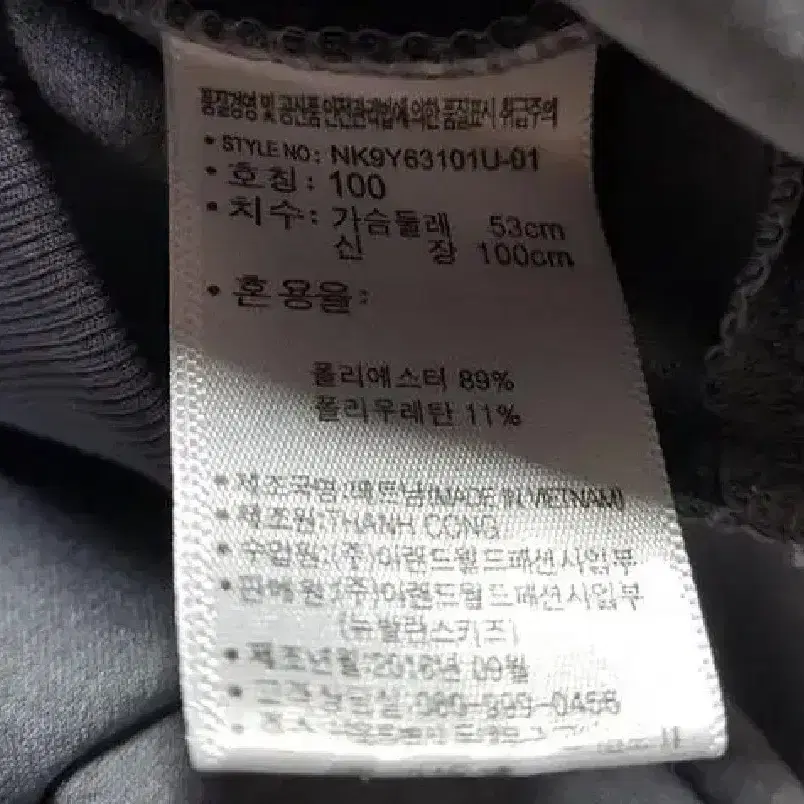 품질경영 및 공산품안전관리법에 의한 품질표시 취급주의
• STYLE NO: NK9Y63101U-01
• 호칭: 100
• 치수: 가슴둘레 53cm
신 장 100cm
• 혼용율:
폴리에스터 89%
폴리우레탄 11%
• 제조국명:베트남(MADE IN VIETNAM)
• 제조원:THANH CONG
• 수입원:(주)이랜드월드패션사업부
• 판매원:(주)이랜드월드패션사업부
(뉴발란스키즈)
• 제조년월:2016년 09월
• 고객상담실:080-999-0456
• 주소: